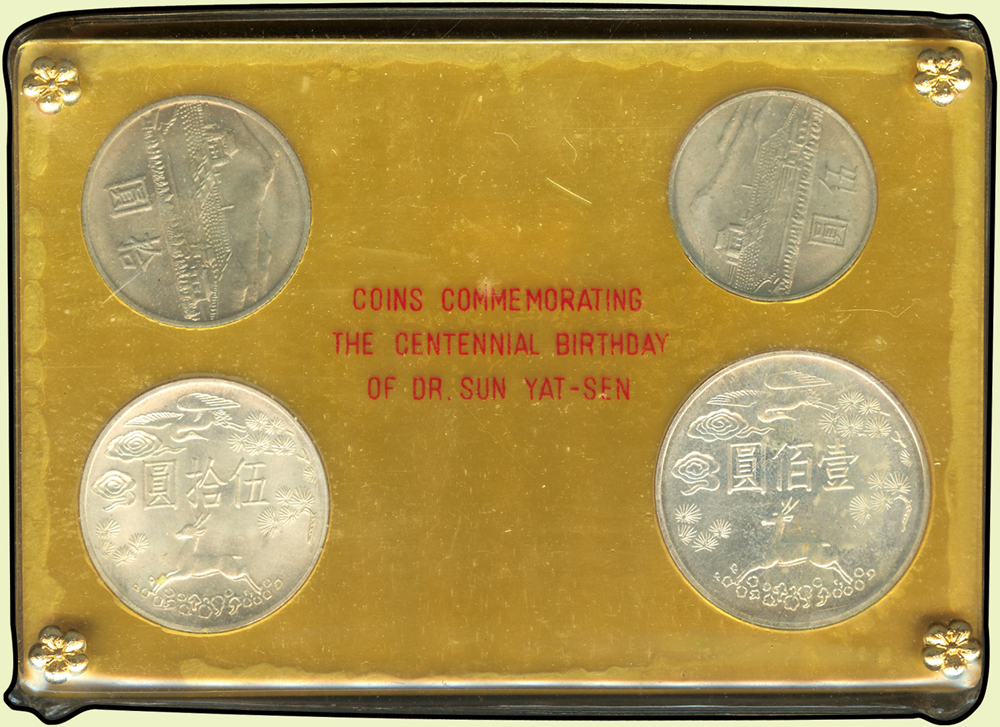 拾圓
伍圓
COINS COMMEMORATING
THE CENTENNIAL BIRTHDAY
OF DR. SUN YAT-SEN
伍拾圓
壹佰圓